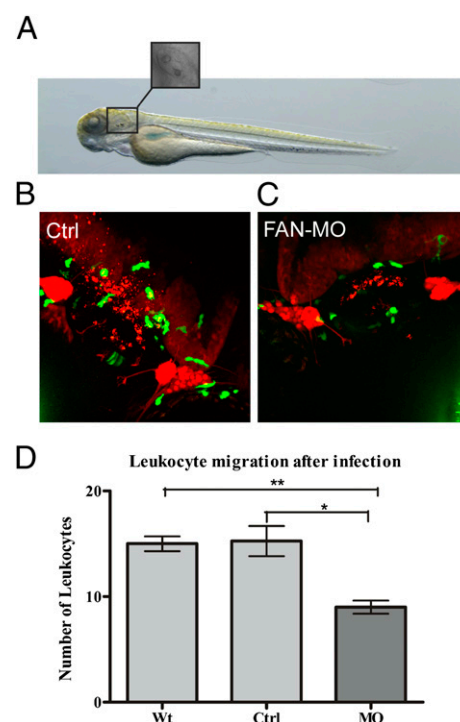 A
B
Ctrl
C
FAN-MO
D
Leukocyte migration after infection
**
*
20
10
0
Number of Leukocytes
Wt
Ctrl
MO